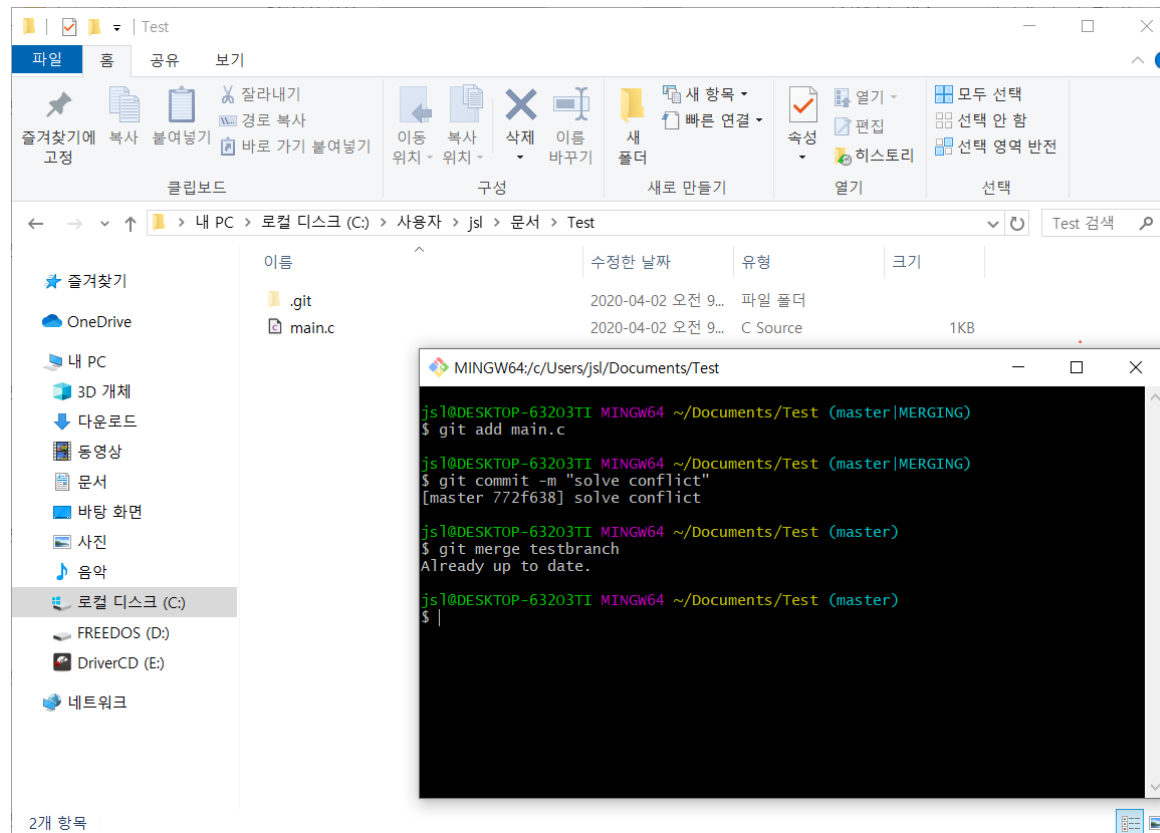 Test
파일 홈 공유 보기
즐겨찾기에 고정
복사
붙여넣기
잘라내기
경로 복사
바로 가기 붙여넣기
클립보드
이동 위치
복사 위치
삭제
이름 바꾸기
구성
새 폴더
새 항목
빠른 연결
새로 만들기
속성
열기
편집
히스토리
열기
모두 선택
선택 안 함
선택 영역 반전
선택
내 PC > 로컬 디스크 (C:) > 사용자 > jsl > 문서 > Test
Test 검색
이름 수정한 날짜 유형 크기
.git 2020-04-02 오전 9... 파일 폴더
main.c 2020-04-02 오전 9... C Source 1KB
즐겨찾기
OneDrive
내 PC
3D 개체
다운로드
동영상
문서
바탕 화면
사진
음악
로컬 디스크 (C:)
FREEDOS (D:)
DriverCD (E:)
네트워크
2개 항목
MINGW64:/c/Users/jsl/Documents/Test
jsl@DESKTOP-632O3TI MINGW64 ~/Documents/Test (master|MERGING)
$ git add main.c
jsl@DESKTOP-632O3TI MINGW64 ~/Documents/Test (master|MERGING)
$ git commit -m "solve conflict"
[master 772f638] solve conflict
jsl@DESKTOP-632O3TI MINGW64 ~/Documents/Test (master)
$ git merge testbranch
Already up to date.
jsl@DESKTOP-632O3TI MINGW64 ~/Documents/Test (master)
$